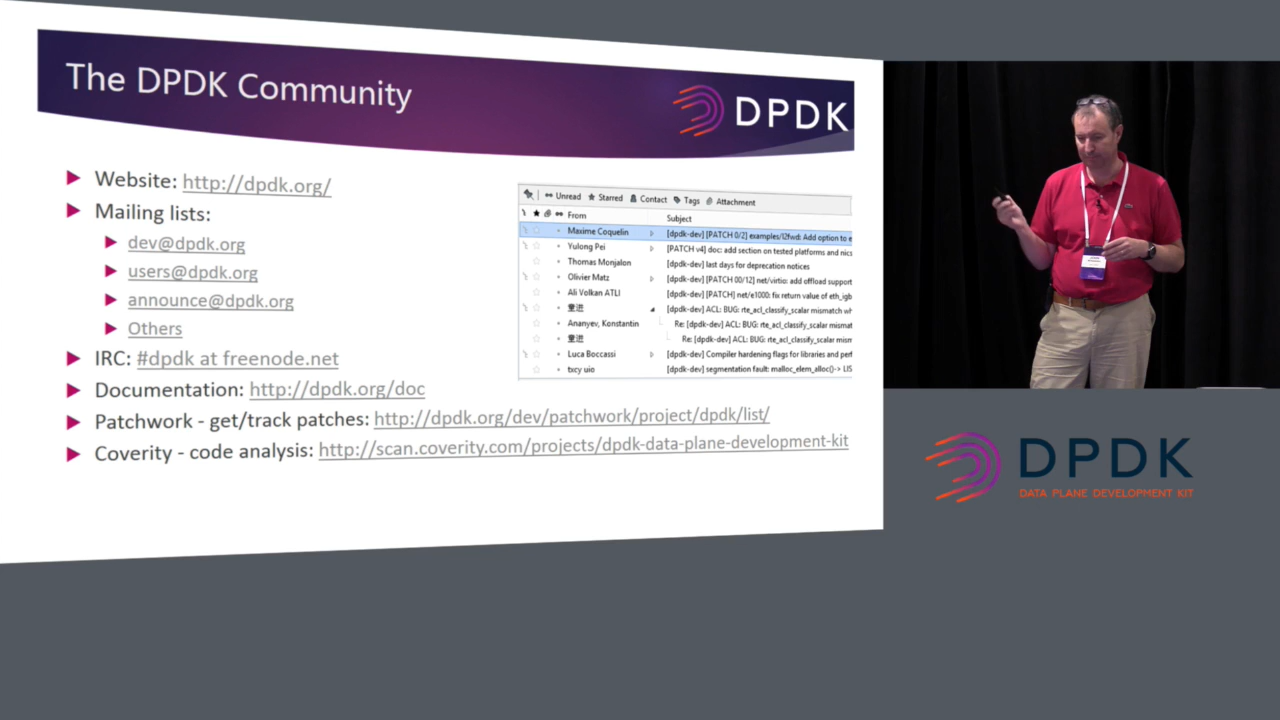 The DPDK Community
DPDK
Website: http://dpdk.org/
Mailing lists:
dev@dpdk.org
users@dpdk.org
announce@dpdk.org
Others
IRC: #dpdk at freenode.net
Documentation: http://dpdk.org/doc
Patchwork - get/track patches: http://dpdk.org/dev/patchwork/project/dpdk/list/
Coverity - code analysis: http://scan.coverity.com/projects/dpdk-data-plane-development-kit
Unread Starred Contact Tags Attachment
From Subject
Maxime Coquelin [dpdk-dev] [PATCH 0/2] examples/l2fwd: Add option to e
Yulong Pei [PATCH v4] doc: add section on tested platforms and nics
Thomas Monjalon [dpdk-dev] last days for deprecation notices
Olivier Matz [dpdk-dev] [PATCH 00/12] net/virtio: add offload support
Ali Volkan ATLI [dpdk-dev] [PATCH] net/e1000: fix return value of eth_igb
童进 [dpdk-dev] ACL: BUG: rte_acl_classify_scalar mismatch wh
Ananyev, Konstantin Re: [dpdk-dev] ACL: BUG: rte_acl_classify_scalar mismat
童进 Re: [dpdk-dev] ACL: BUG: rte_acl_classify_scalar mism
Luca Boccassi [dpdk-dev] Compiler hardening flags for libraries and perf
txcy uio [dpdk-dev] segmentation fault: malloc_elem_alloc()-> LIS
DPDK
DATA PLANE DEVELOPMENT KIT